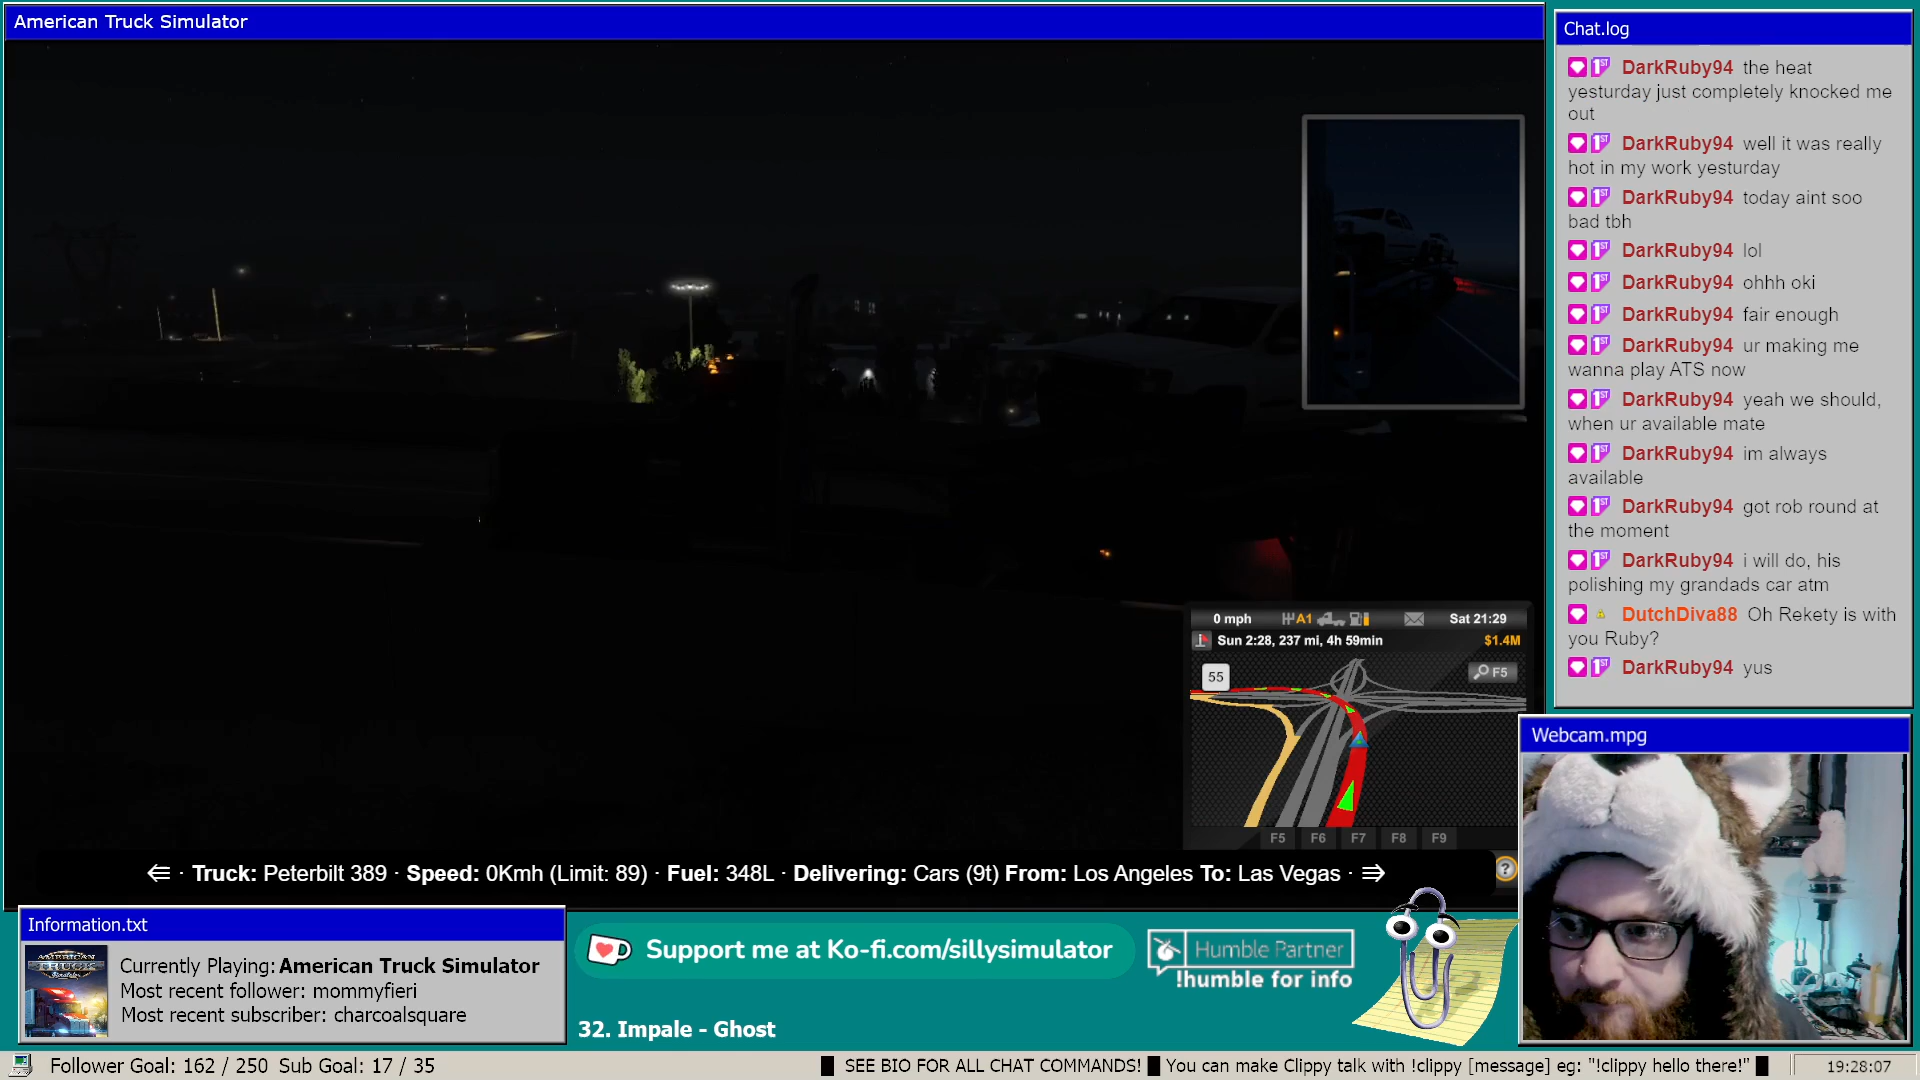 American Truck Simulator
Chat.log
DarkRuby94 the heat
yesturday just completely knocked me
out
DarkRuby94 well it was really
hot in my work yesturday
DarkRuby94 today aint soo
bad tbh
DarkRuby94 lol
DarkRuby94 ohhh oki
DarkRuby94 fair enough
DarkRuby94 ur making me
wanna play ATS now
DarkRuby94 yeah we should,
when ur available mate
DarkRuby94 im always
available
DarkRuby94 got rob round at
the moment
DarkRuby94 i will do, his
polishing my grandads car atm
DutchDiva88 Oh Rekety is with
you Ruby?
DarkRuby94 yus
0 mph A1 Sat 21:29
Sun 2:28, 237 mi, 4h 59min $1.4M
55 F5
F5 F6 F7 F8 F9
⇐ · Truck: Peterbilt 389 · Speed: 0Kmh (Limit: 89) · Fuel: 348L · Delivering: Cars (9t) From: Los Angeles To: Las Vegas · ⇒
?
Webcam.mpg
Information.txt
AMERICAN
TRUCK
Simulator
Currently Playing: American Truck Simulator
Most recent follower: mommyfieri
Most recent subscriber: charcoalsquare
Support me at Ko-fi.com/sillysimulator
Humble Partner
!humble for info
32. Impale - Ghost
Follower Goal: 162 / 250 Sub Goal: 17 / 35
SEE BIO FOR ALL CHAT COMMANDS! You can make Clippy talk with !clippy [message] eg: "!clippy hello there!"
19:28:07